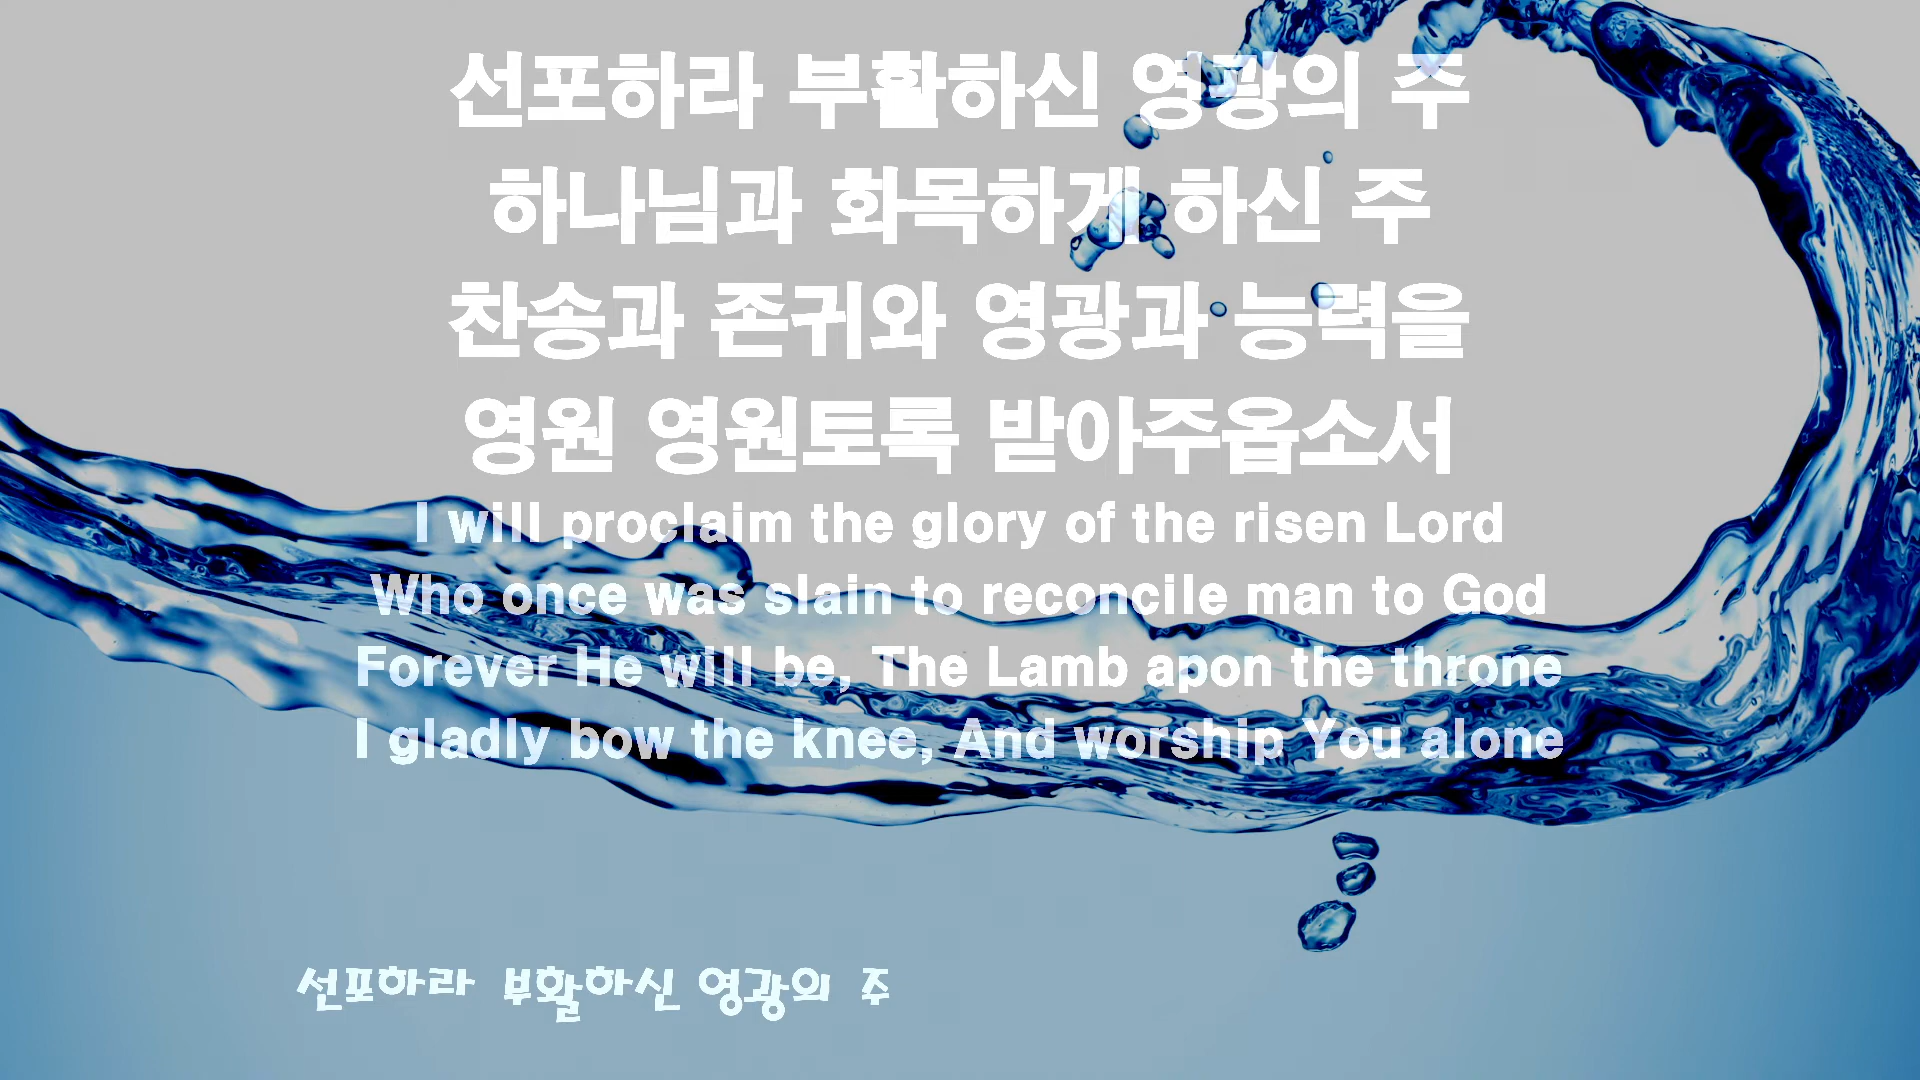 선포하라 부활하신 영광의 주
하나님과 화목하게 하신 주
찬송과 존귀와 영광과 능력을
영원 영원토록 받아주옵소서
I will proclaim the glory of the risen Lord
Who once was slain to reconcile man to God
Forever He will be, The Lamb apon the throne
I gladly bow the knee, And worship You alone
선포하라 부활하신 영광의 주